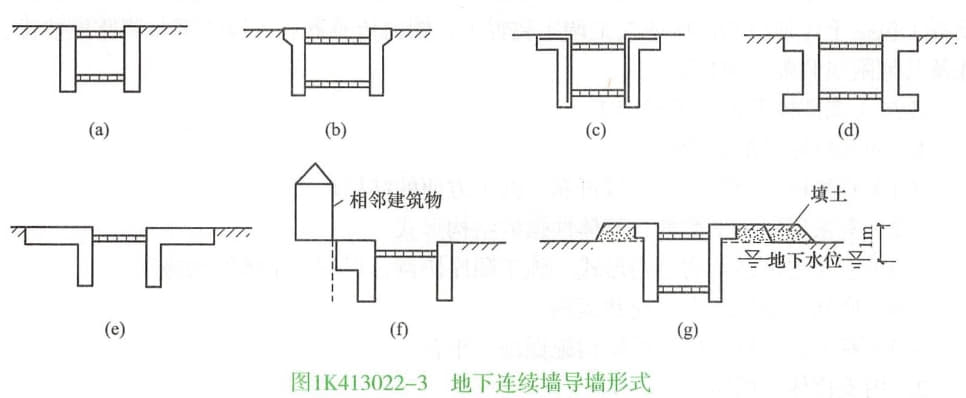 (a)
(b)
(c)
(d)
相邻建筑物
填土
1m
地下水位
(e)
(f)
(g)
图1K413022-3 地下连续墙导墙形式